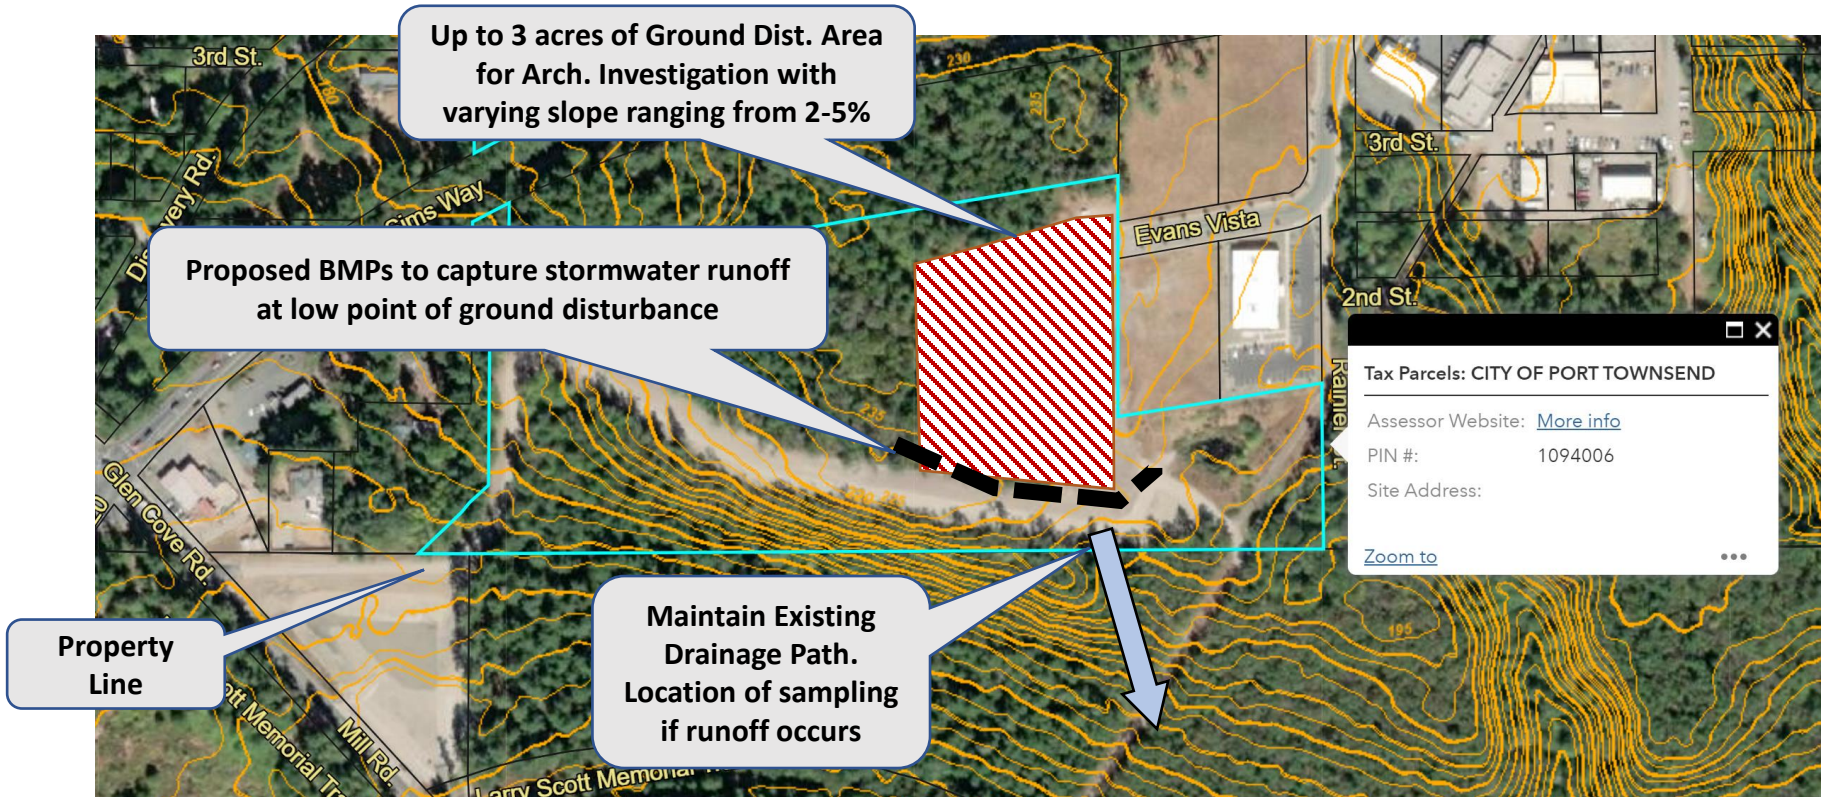 Up to 3 acres of Ground Dist. Area
for Arch. Investigation with
varying slope ranging from 2-5%
3rd St.
180
230
235
3rd St.
Discovery Rd.
Sims Way
Evans Vista
Proposed BMPs to capture stormwater runoff
at low point of ground disturbance
2nd St.
Tax Parcels: CITY OF PORT TOWNSEND
Assessor Website: More info
PIN #: 1094006
Site Address:
Zoom to
235
Glen Cove Rd.
Maintain Existing
Drainage Path.
Location of sampling
if runoff occurs
195
Property
Line
Mill Rd.
Larry Scott Memorial